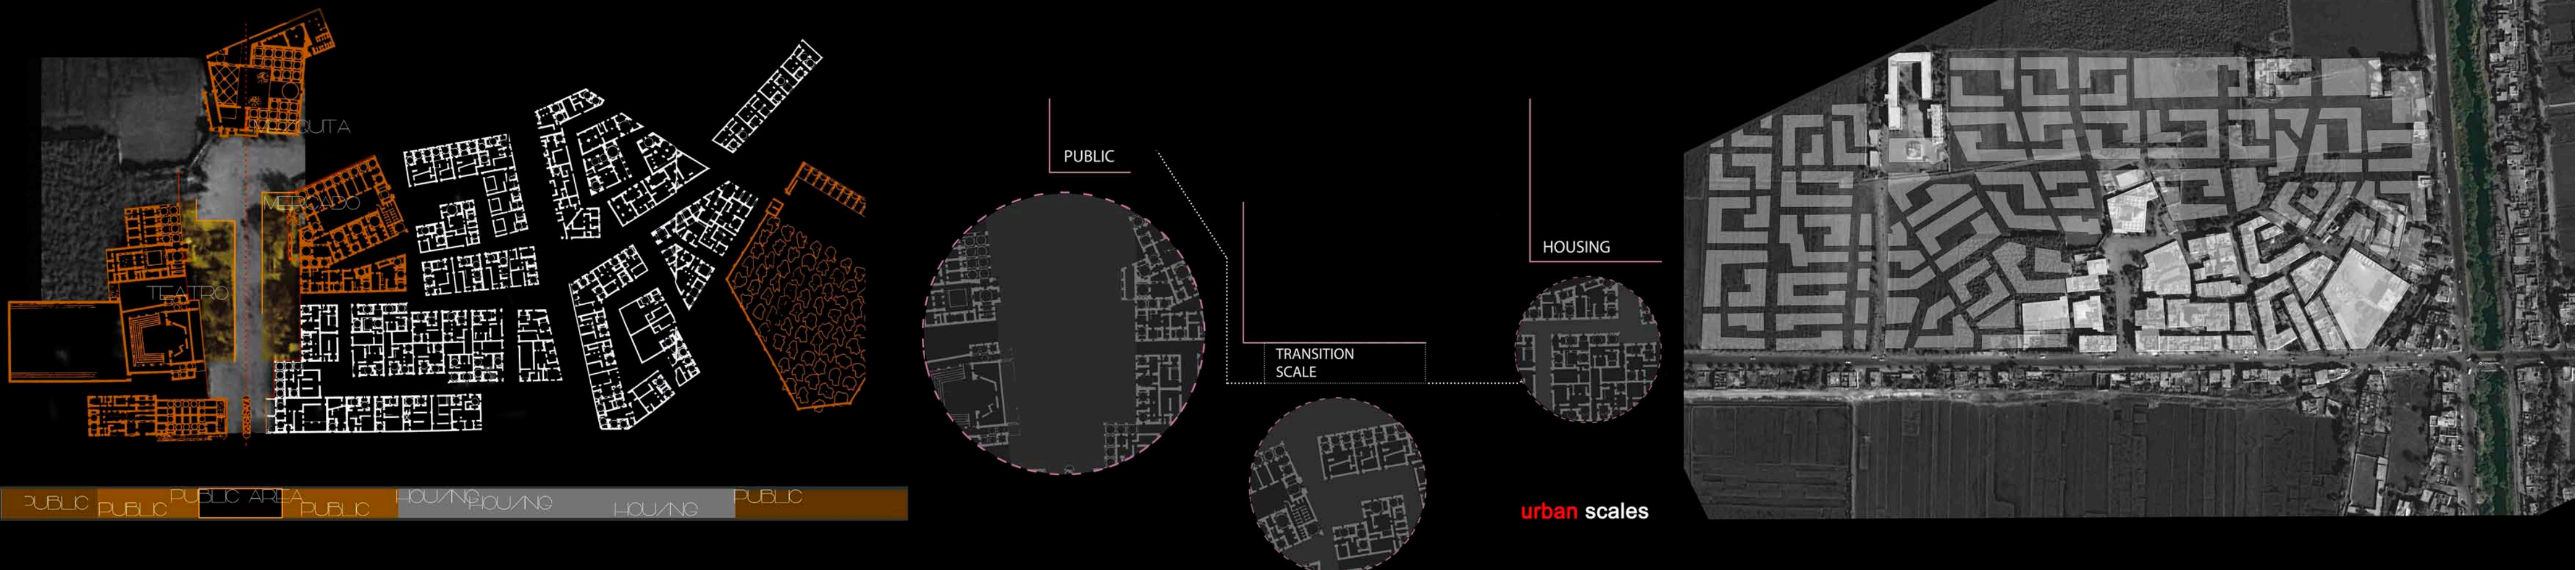 MEZQUITA
MERCADO
TEATRO
PUBLIC
PUBLIC
PUBLIC AREA
PUBLIC
HOUSING
HOUSING
HOUSING
PUBLIC
PUBLIC
TRANSITION
SCALE
HOUSING
urban scales